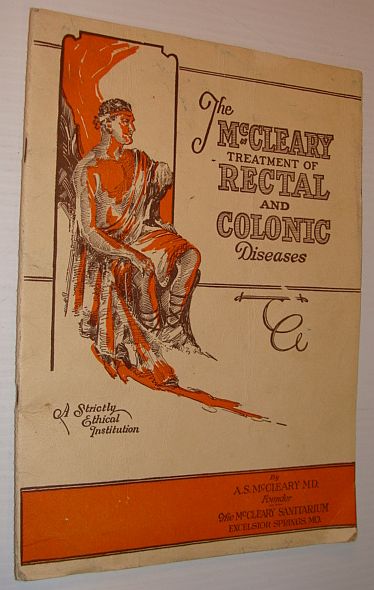 The
McCLEARY
TREATMENT OF
RECTAL
AND
COLONIC
Diseases
A Strictly
Ethical
Institution
By
A.S. McCLEARY M.D.
Founder
The McCLEARY SANITARIUM
EXCELSIOR SPRINGS, MO.